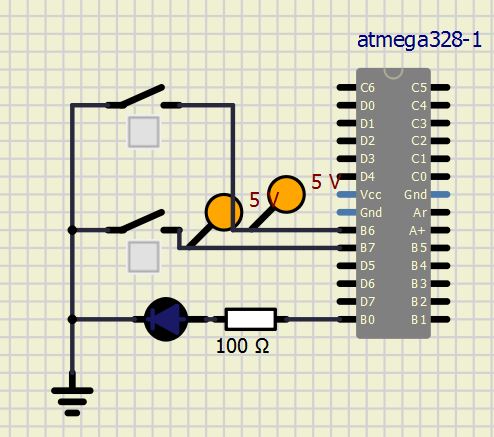 atmega328-1
C6 C5
D0 C4
D1 C3
D2 C2
D3 C1
D4 C0
Vcc Gnd
Gnd Ar
B6 A+
B7 B5
D5 B4
D6 B3
D7 B2
B0 B1
5 V
5 V
100 Ω